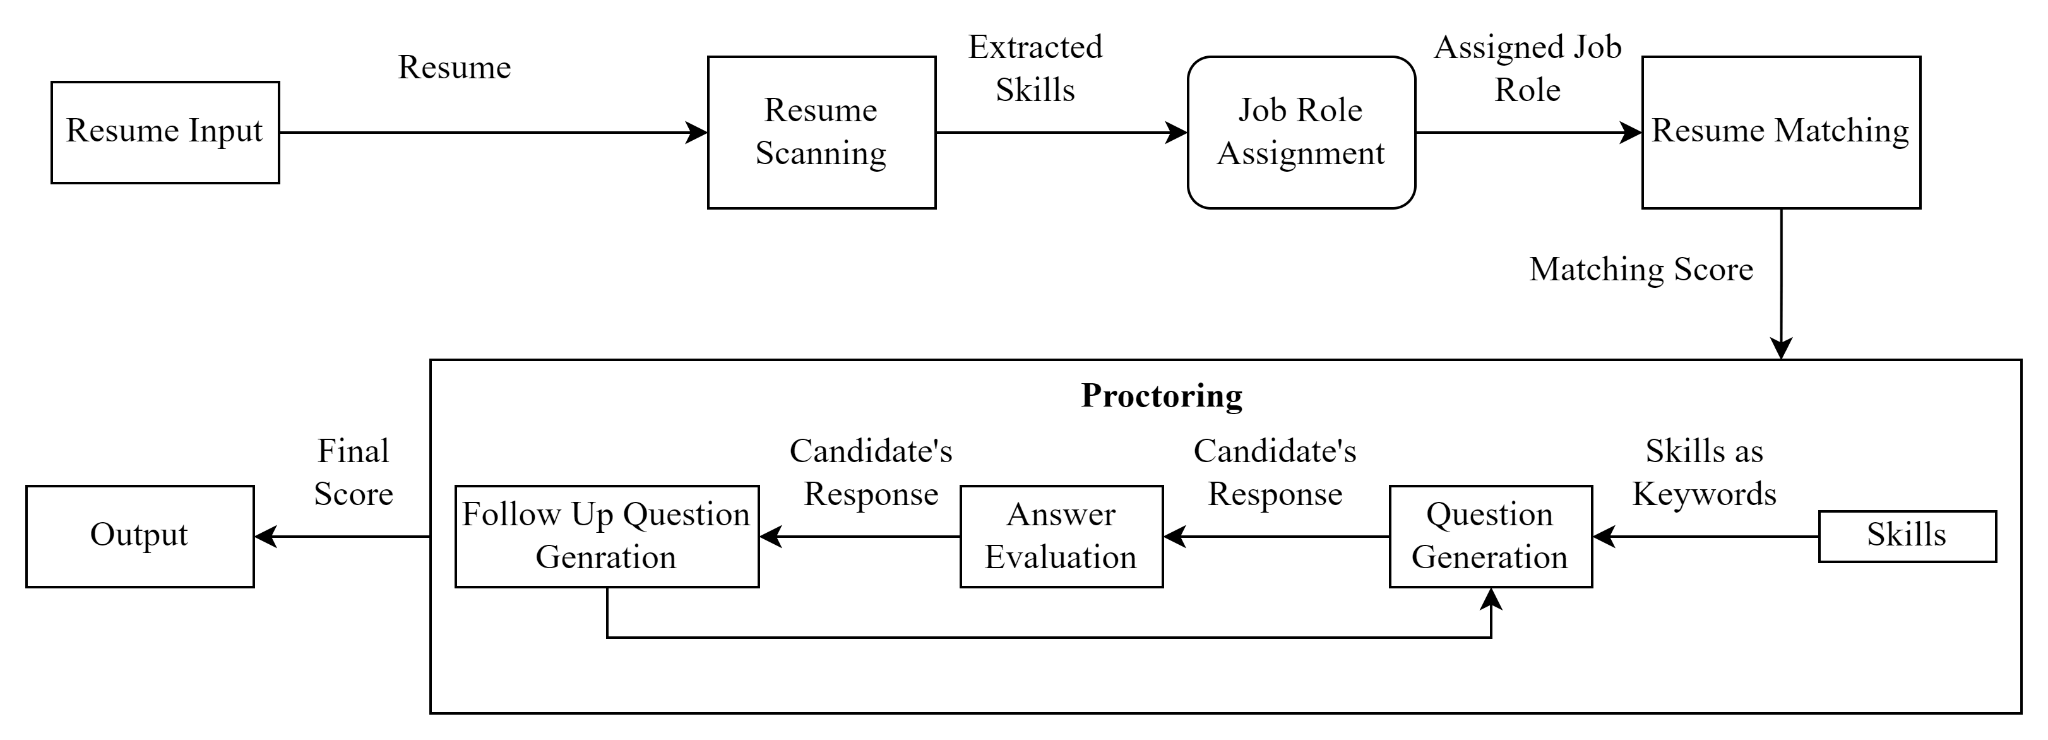 Resume Input
Resume
Resume
Scanning
Extracted
Skills
Job Role
Assignment
Assigned Job
Role
Resume Matching
Matching Score
Proctoring
Skills
Skills as
Keywords
Question
Generation
Candidate's
Response
Answer
Evaluation
Candidate's
Response
Follow Up Question
Genration
Final
Score
Output